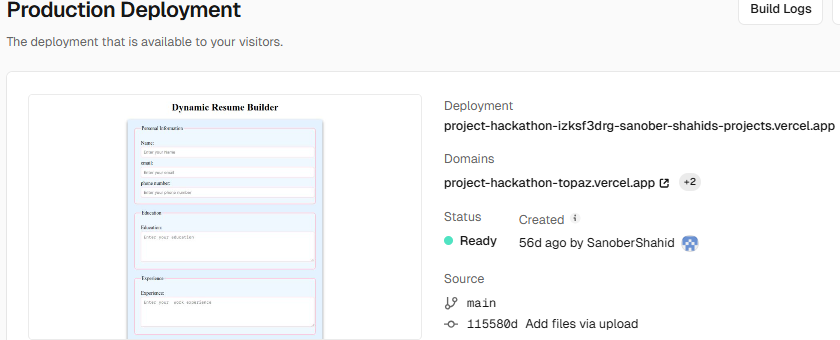 Production Deployment
Build Logs
The deployment that is available to your visitors.
Dynamic Resume Builder
Personal Information
Name:
Enter your Name
email:
Enter your email
phone number:
Enter your phone number
Education
Education:
Enter your education
Experience
Experience:
Enter your work experience
Deployment
project-hackathon-izksf3drg-sanober-shahids-projects.vercel.app
Domains
project-hackathon-topaz.vercel.app
+2
Status
Created
Ready
56d ago by SanoberShahid
Source
main
115580d Add files via upload